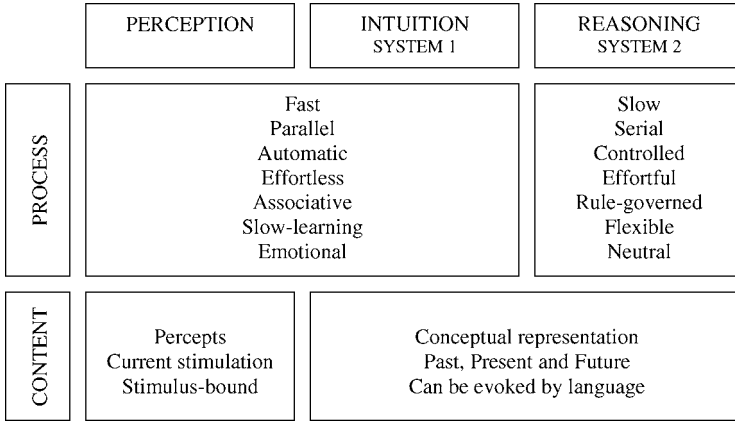 PERCEPTION
INTUITION
SYSTEM 1
REASONING
SYSTEM 2
PROCESS
Fast
Parallel
Automatic
Effortless
Associative
Slow-learning
Emotional
Slow
Serial
Controlled
Effortful
Rule-governed
Flexible
Neutral
CONTENT
Percepts
Current stimulation
Stimulus-bound
Conceptual representation
Past, Present and Future
Can be evoked by language